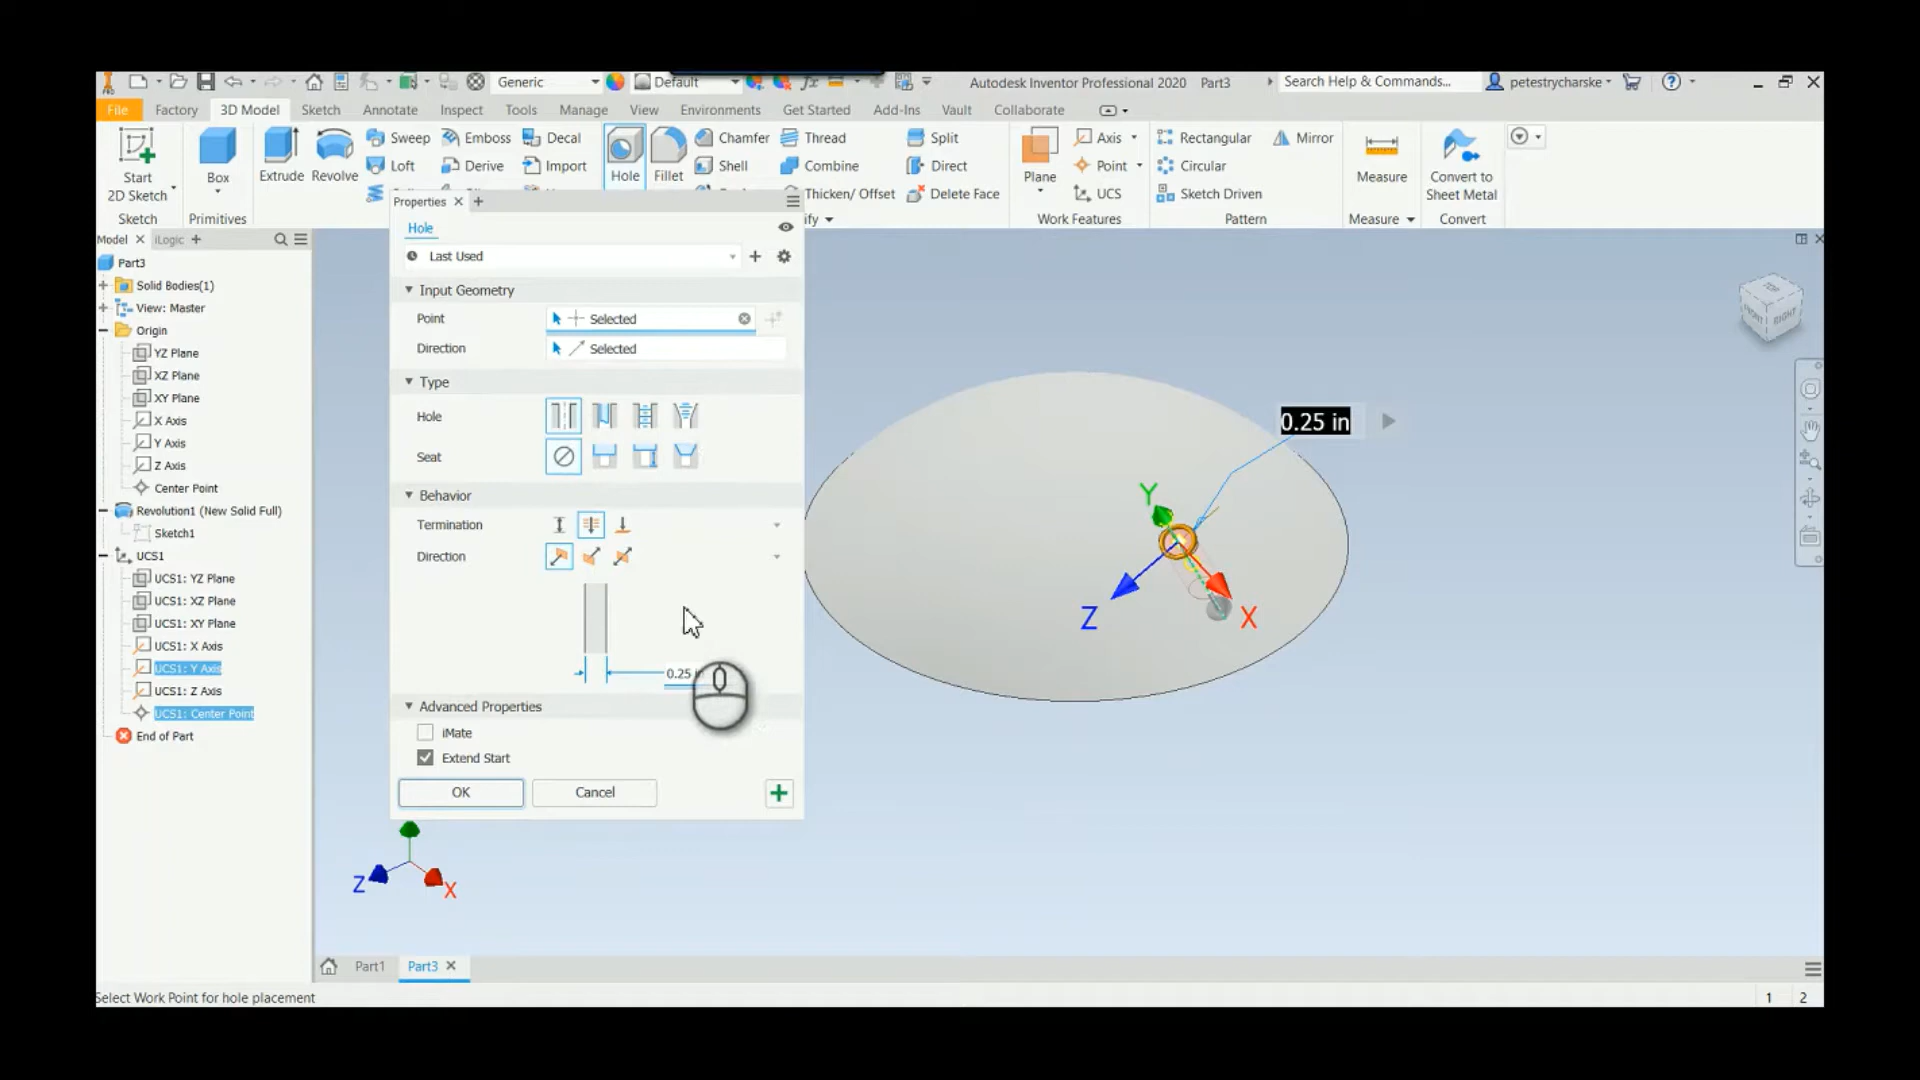 Generic
Default
Autodesk Inventor Professional 2020 Part3
Search Help & Commands...
petestrycharske
File Factory 3D Model Sketch Annotate Inspect Tools Manage View Environments Get Started Add-Ins Vault Collaborate
Start
2D Sketch
Sketch
Box
Primitives
Extrude
Revolve
Sweep
Loft
Emboss
Derive
Decal
Import
Hole
Fillet
Chamfer
Shell
Thread
Combine
Thicken/ Offset
Split
Direct
Delete Face
Plane
Axis
Point
UCS
Work Features
Rectangular
Circular
Sketch Driven
Mirror
Pattern
Measure
Measure
Convert to
Sheet Metal
Convert
Model iLogic
Part3
Solid Bodies(1)
View: Master
Origin
YZ Plane
XZ Plane
XY Plane
X Axis
Y Axis
Z Axis
Center Point
Revolution1 (New Solid Full)
Sketch1
UCS1
UCS1: YZ Plane
UCS1: XZ Plane
UCS1: XY Plane
UCS1: X Axis
UCS1: Y Axis
UCS1: Z Axis
UCS1: Center Point
End of Part
Properties
Hole
Last Used
Input Geometry
Point Selected
Direction Selected
Type
Hole
Seat
Behavior
Termination
Direction
0.25
Advanced Properties
iMate
Extend Start
OK Cancel
0.25 in
Y
Z X
TOP
FRONT RIGHT
Z X
Part1 Part3
Select Work Point for hole placement
1 2